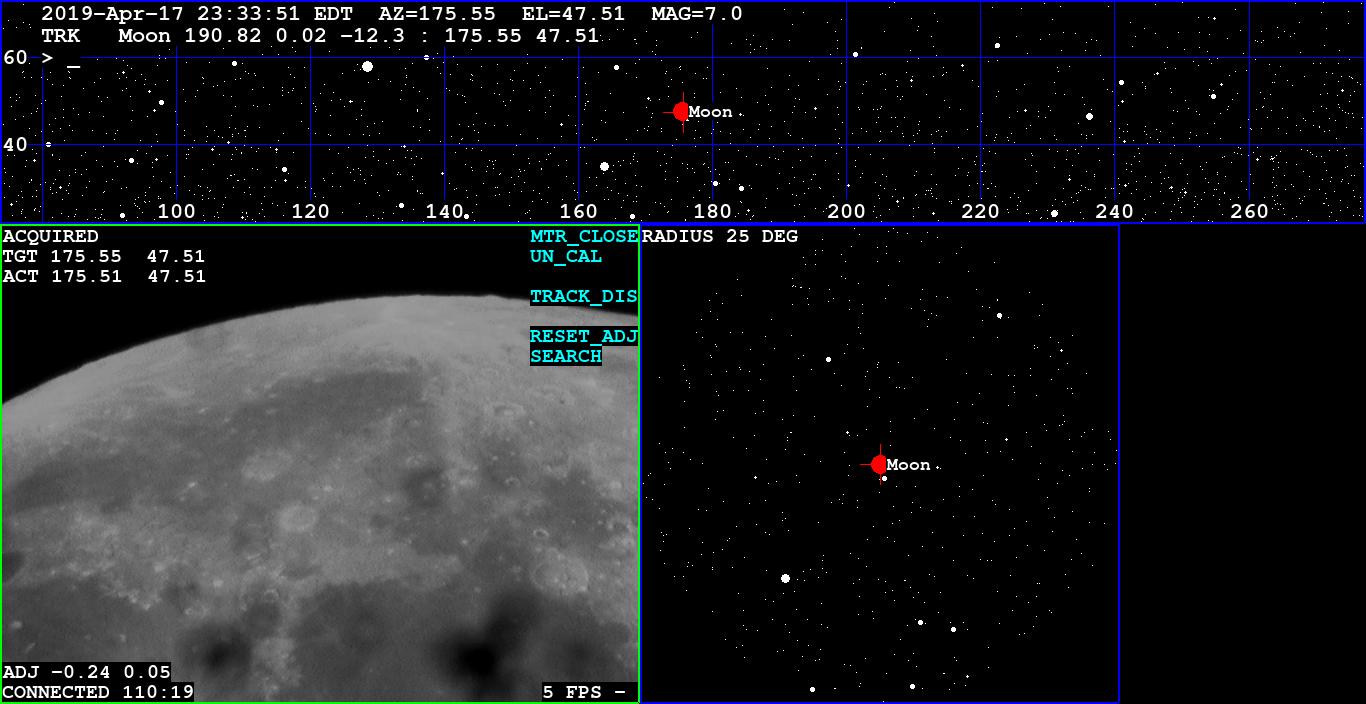 2019-Apr-17 23:33:51 EDT AZ=175.55 EL=47.51 MAG=7.0
TRK Moon 190.82 0.02 -12.3 : 175.55 47.51
60 > _
Moon
40
100 120 140 160 180 200 220 240 260
ACQUIRED
TGT 175.55 47.51
ACT 175.51 47.51
MTR_CLOSE
UN_CAL
TRACK_DIS
RESET_ADJ
SEARCH
ADJ -0.24 0.05
CONNECTED 110:19
5 FPS -
RADIUS 25 DEG
Moon